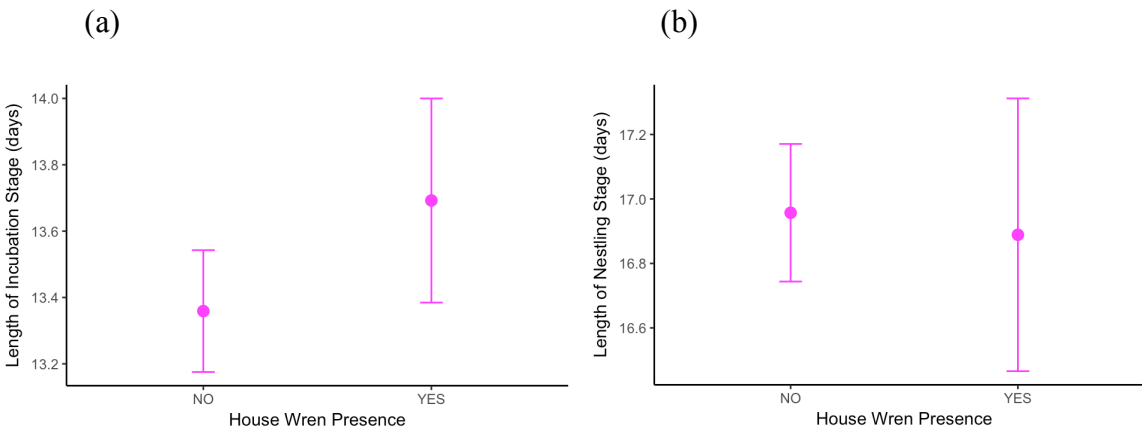 (a)
Length of Incubation Stage (days)
14.0
13.8
13.6
13.4
13.2
NO
YES
House Wren Presence
(b)
Length of Nestling Stage (days)
17.2
17.0
16.8
16.6
NO
YES
House Wren Presence